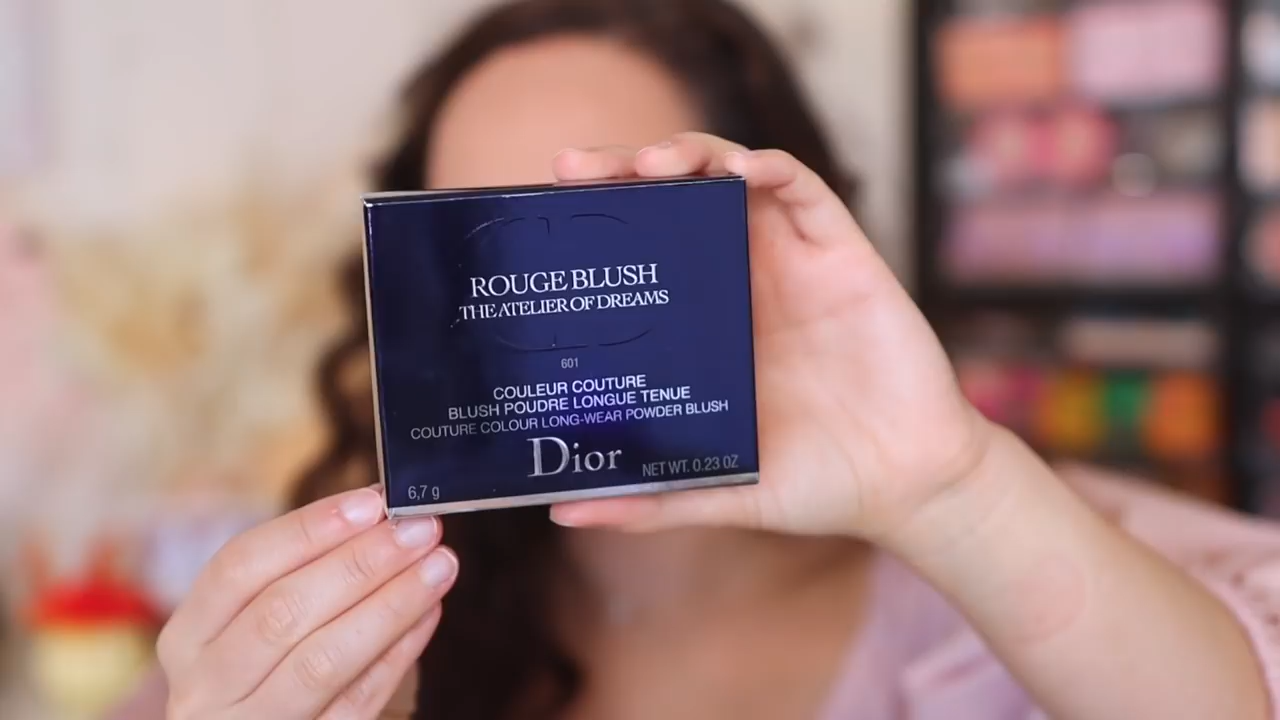 ROUGE BLUSH
THE ATELIER OF DREAMS
601
COULEUR COUTURE
BLUSH POUDRE LONGUE TENUE
COUTURE COLOUR LONG-WEAR POWDER BLUSH
Dior
6,7 g
NET WT. 0.23 OZ